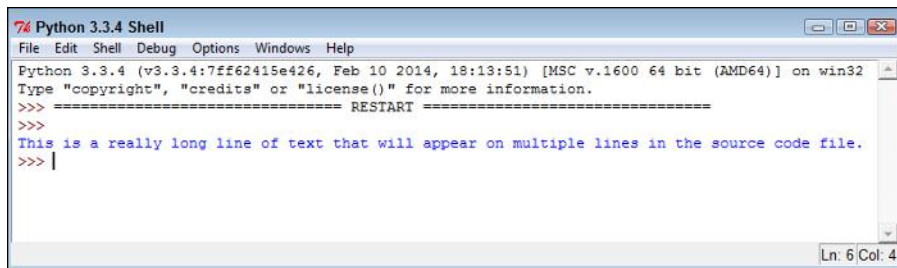 Python 3.3.4 Shell
File Edit Shell Debug Options Windows Help
Python 3.3.4 (v3.3.4:7ff62415e426, Feb 10 2014, 18:13:51) [MSC v.1600 64 bit (AMD64)] on win32
Type "copyright", "credits" or "license()" for more information.
>>> ================================ RESTART ================================
>>>
This is a really long line of text that will appear on multiple lines in the source code file.
>>>
Ln: 6 Col: 4